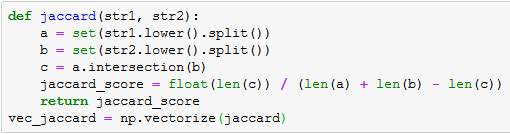 def jaccard(str1, str2):
    a = set(str1.lower().split())
    b = set(str2.lower().split())
    c = a.intersection(b)
    jaccard_score = float(len(c)) / (len(a) + len(b) - len(c))
    return jaccard_score
vec_jaccard = np.vectorize(jaccard)